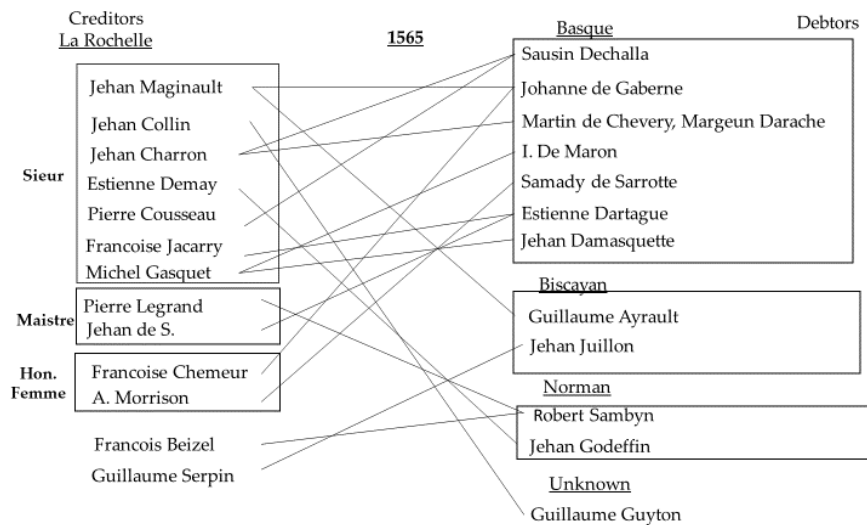 Creditors
La Rochelle
1565
Basque
Debtors
Sieur
Jehan Maginault
Jehan Collin
Jehan Charron
Estienne Demay
Pierre Cousseau
Francoise Jacarry
Michel Gasquet
Maistre
Pierre Legrand
Jehan de S.
Hon.
Femme
Francoise Chemeur
A. Morrison
Francois Beizel
Guillaume Serpin
Sausin Dechalla
Johanne de Gaberne
Martin de Chevery, Margeun Darache
I. De Maron
Samady de Sarrotte
Estienne Dartague
Jehan Damasquette
Biscayan
Guillaume Ayrault
Jehan Juillon
Norman
Robert Sambyn
Jehan Godeffin
Unknown
Guillaume Guyton